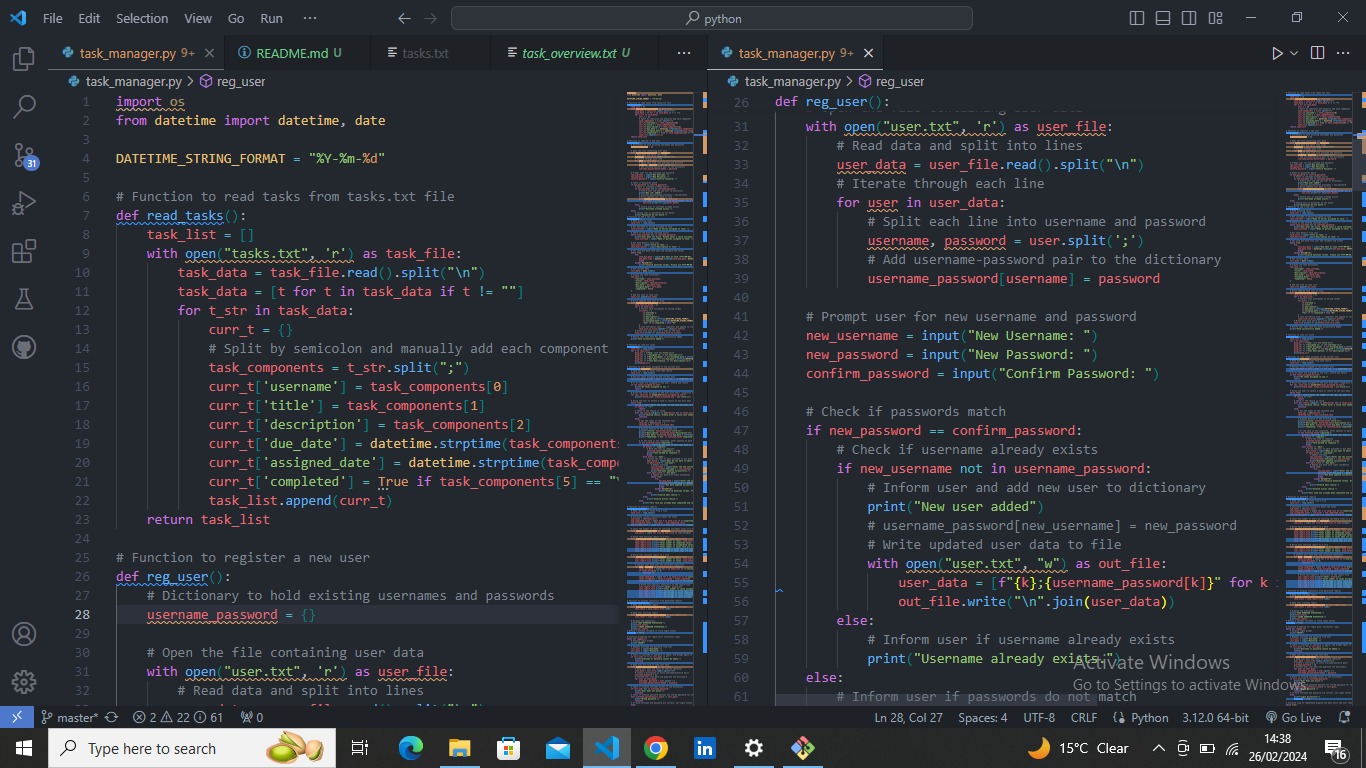 File Edit Selection View Go Run ··· python
task_manager.py 9+ README.md U tasks.txt task_overview.txt U ··· task_manager.py 9+ ···
task_manager.py > reg_user
1 import os
2 from datetime import datetime, date
3
4 DATETIME_STRING_FORMAT = "%Y-%m-%d"
5
6 # Function to read tasks from tasks.txt file
7 def read_tasks():
8 task_list = []
9 with open("tasks.txt", 'r') as task_file:
10 task_data = task_file.read().split("\n")
11 task_data = [t for t in task_data if t != ""]
12 for t_str in task_data:
13 curr_t = {}
14 # Split by semicolon and manually add each component
15 task_components = t_str.split(";")
16 curr_t['username'] = task_components[0]
17 curr_t['title'] = task_components[1]
18 curr_t['description'] = task_components[2]
19 curr_t['due_date'] = datetime.strptime(task_components
20 curr_t['assigned_date'] = datetime.strptime(task_comp
21 curr_t['completed'] = True if task_components[5] == "
22 task_list.append(curr_t)
23 return task_list
24
25 # Function to register a new user
26 def reg_user():
27 # Dictionary to hold existing usernames and passwords
28 username_password = {}
29
30 # Open the file containing user data
31 with open("user.txt", 'r') as user_file:
32 # Read data and split into lines
task_manager.py > reg_user
26 def reg_user():
31 with open("user.txt", 'r') as user_file:
32 # Read data and split into lines
33 user_data = user_file.read().split("\n")
34 # Iterate through each line
35 for user in user_data:
36 # Split each line into username and password
37 username, password = user.split(';')
38 # Add username-password pair to the dictionary
39 username_password[username] = password
40
41 # Prompt user for new username and password
42 new_username = input("New Username: ")
43 new_password = input("New Password: ")
44 confirm_password = input("Confirm Password: ")
45
46 # Check if passwords match
47 if new_password == confirm_password:
48 # Check if username already exists
49 if new_username not in username_password:
50 # Inform user and add new user to dictionary
51 print("New user added")
52 # username_password[new_username] = new_password
53 # Write updated user data to file
54 with open("user.txt", "w") as out_file:
55 user_data = [f"{k};{username_password[k]}" for k
56 out_file.write("\n".join(user_data))
57 else:
58 # Inform user if username already exists
59 print("Username already exists.")
60 else:
61 # Inform user if passwords do not match
Activate Windows
Go to Settings to activate Windows.
31
master* 2 22 61 0 Ln 28, Col 27 Spaces: 4 UTF-8 CRLF Python 3.12.0 64-bit Go Live
Type here to search 15°C Clear 14:38
26/02/2024
16